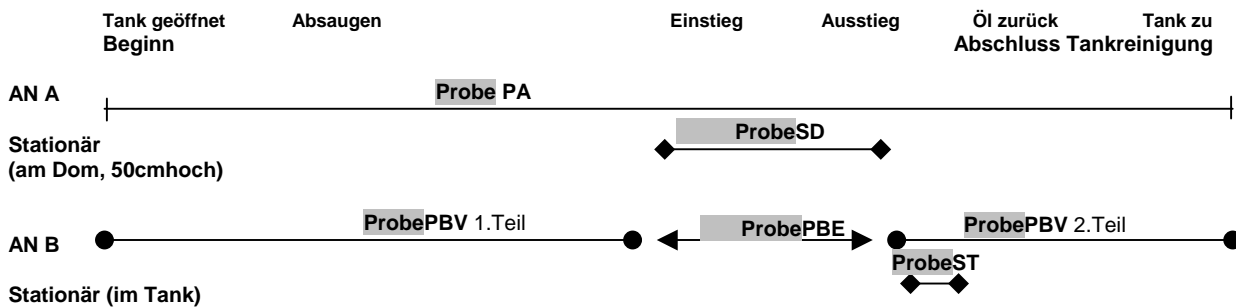 Tank geöffnet Absaugen Einstieg Ausstieg Öl zurück Tank zu
Beginn Abschluss Tankreinigung
AN A Probe PA
Stationär ProbeSD
(am Dom, 50cmhoch)
ProbePBV 1.Teil ProbePBE ProbePBV 2.Teil
AN B
ProbeST
Stationär (im Tank)